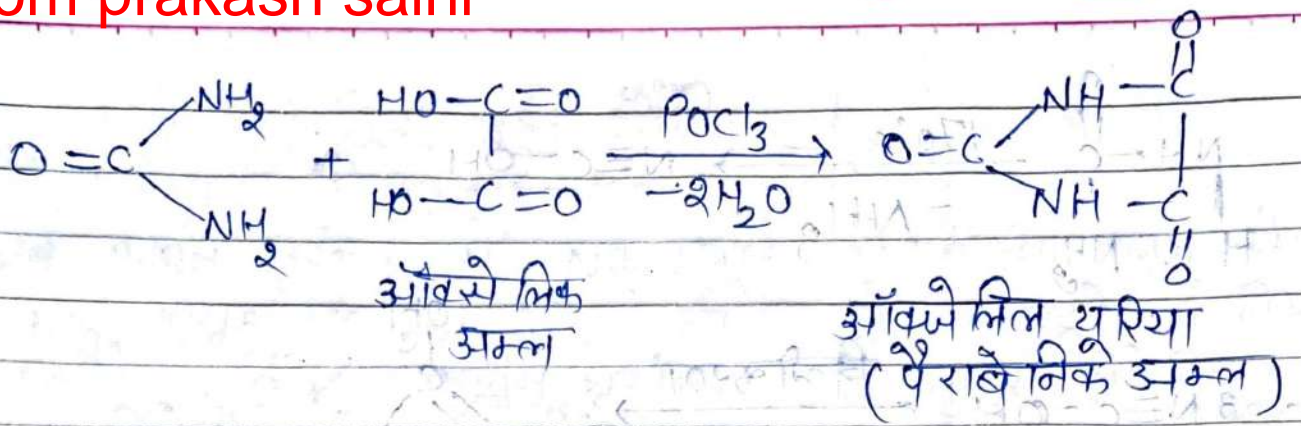 om prakash saini
NH2 HO–C=O NH–C=O
O=C + | POCl3 → O=C |
NH2 HO–C=O –2H2O NH–C=O
ऑक्सेलिक
अम्ल
ऑक्जेलिल यूरिया
(पैराबेनिक अम्ल)